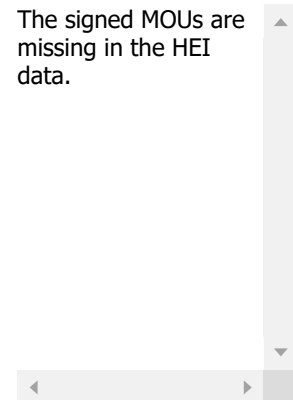 The signed MOUs are
missing in the HEI
data.